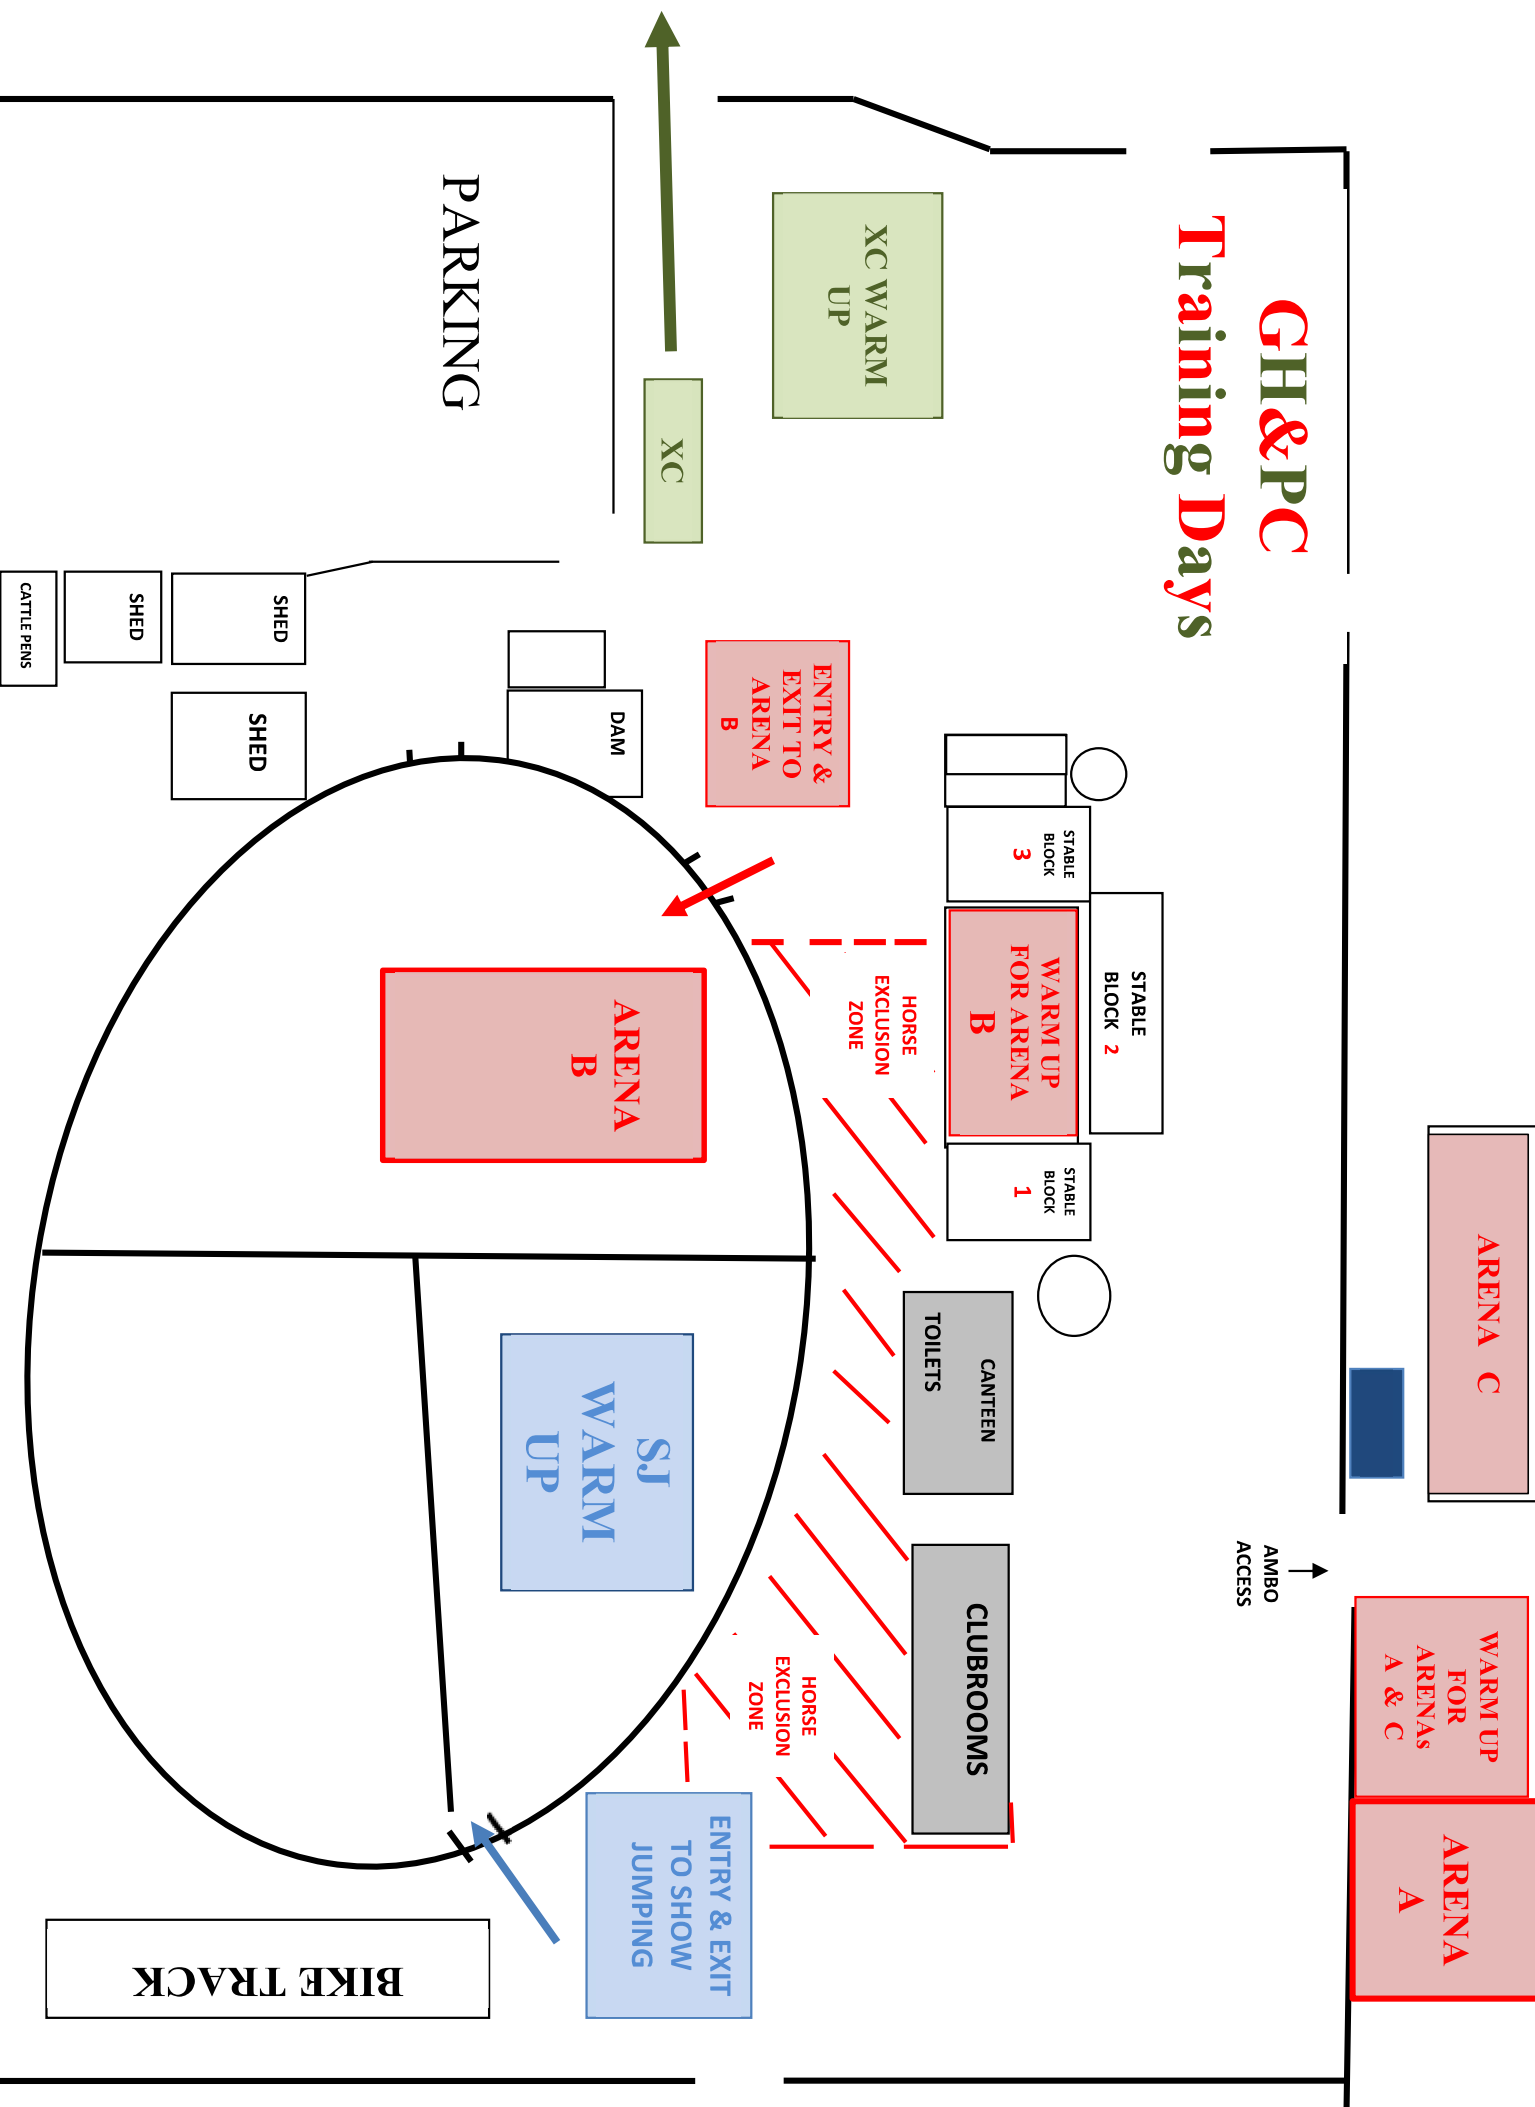 GH&PC
Training Days
ARENA C
WARM UP
FOR
ARENAs
A & C
ARENA
A
AMBO
ACCESS
STABLE
BLOCK 2
STABLE
BLOCK
3
WARM UP
FOR ARENA
B
STABLE
BLOCK
1
CANTEEN
TOILETS
CLUBROOMS
XC WARM
UP
XC
ENTRY &
EXIT TO
ARENA
B
HORSE
EXCLUSION
ZONE
HORSE
EXCLUSION
ZONE
ENTRY & EXIT
TO SHOW
JUMPING
PARKING
DAM
ARENA
B
SJ
WARM
UP
SHED
SHED
SHED
CATTLE PENS
BIKE TRACK